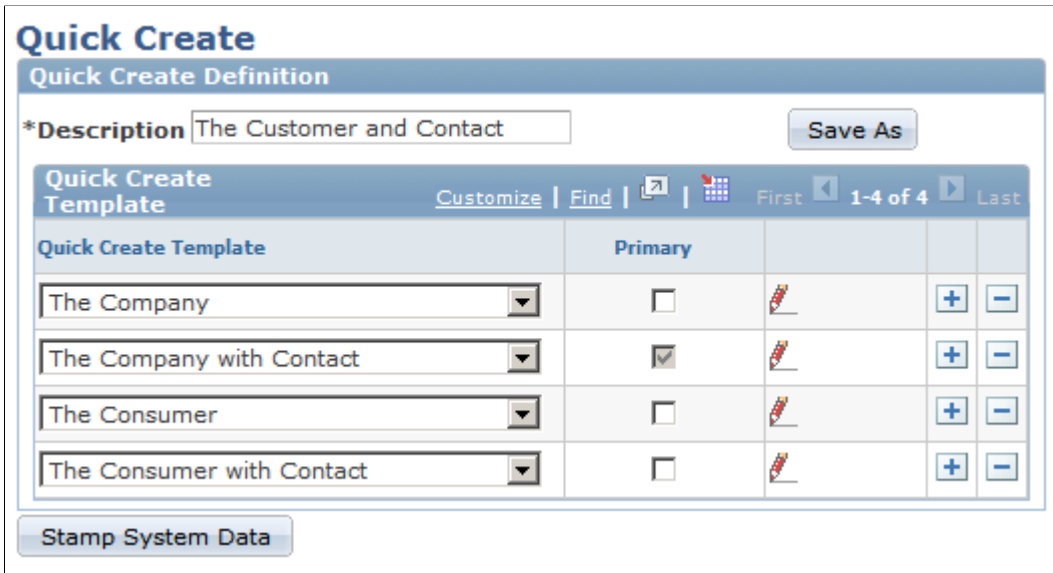 Quick Create
Quick Create Definition
*Description The Customer and Contact Save As
Quick Create Template Customize | Find | | First 1-4 of 4 Last
Quick Create Template Primary
The Company
The Company with Contact
The Consumer
The Consumer with Contact
Stamp System Data